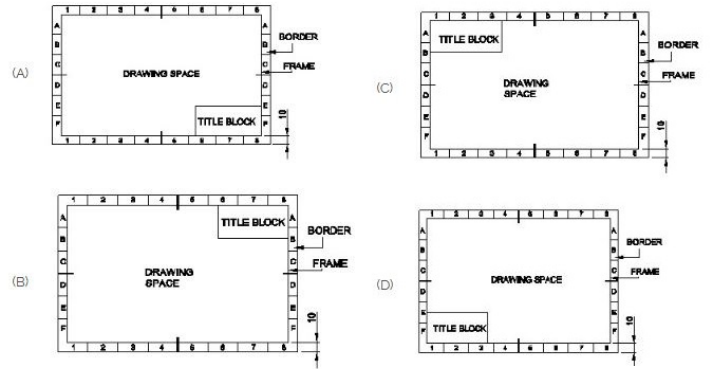 (A)
1 2 3 4 5 6 7 8
A
B
C
D
E
F
A
B
C
D
E
F
BORDER
FRAME
DRAWING SPACE
TITLE BLOCK
10
1 2 3 4 5 6 7 8
(C)
1 2 3 4 5 6 7 8
A
B
C
D
E
F
A
B
C
D
E
F
TITLE BLOCK
BORDER
FRAME
DRAWING
SPACE
10
1 2 3 4 5 6 7 8
(B)
1 2 3 4 5 6 7 8
A
B
C
D
E
F
A
B
C
D
E
F
TITLE BLOCK
BORDER
FRAME
DRAWING
SPACE
10
1 2 3 4 5 6 7 8
(D)
1 2 3 4 5 6 7 8
A
B
C
D
E
F
A
B
C
D
E
F
BORDER
FRAME
DRAWING SPACE
TITLE BLOCK
10
1 2 3 4 5 6 7 8